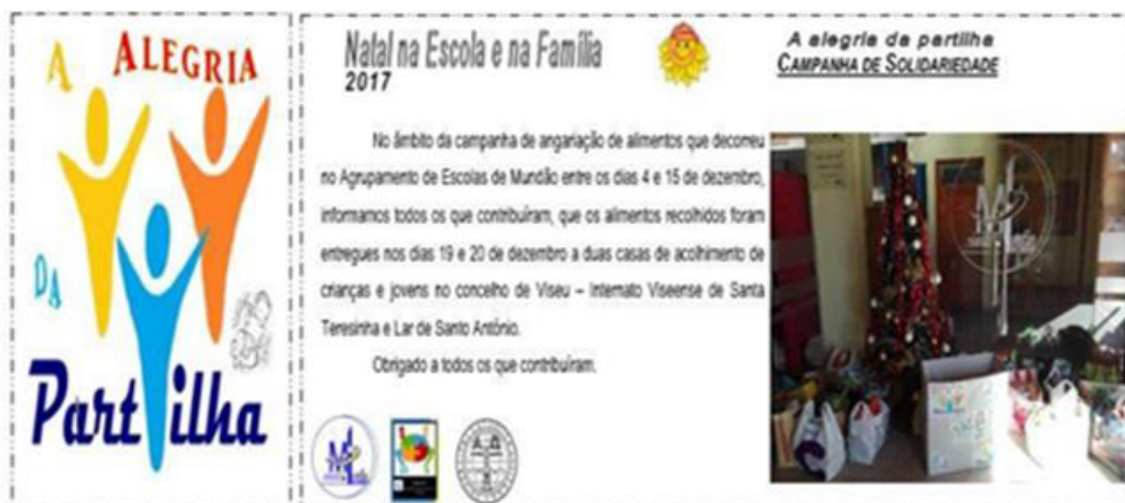 A ALEGRIA
DA
Partilha
Natal na Escola e na Família
2017
A alegria da partilha
CAMPANHA DE SOLIDARIEDADE
No âmbito da campanha de angariação de alimentos que decorreu
no Agrupamento de Escolas de Mundão entre os dias 4 e 15 de dezembro,
informamos todos os que contribuíram, que os alimentos recolhidos foram
entregues nos dias 19 e 20 de dezembro a duas casas de acolhimento de
crianças e jovens no concelho de Viseu – Internato Viseense de Santa
Teresinha e Lar de Santo António.
Obrigado a todos os que contribuíram.